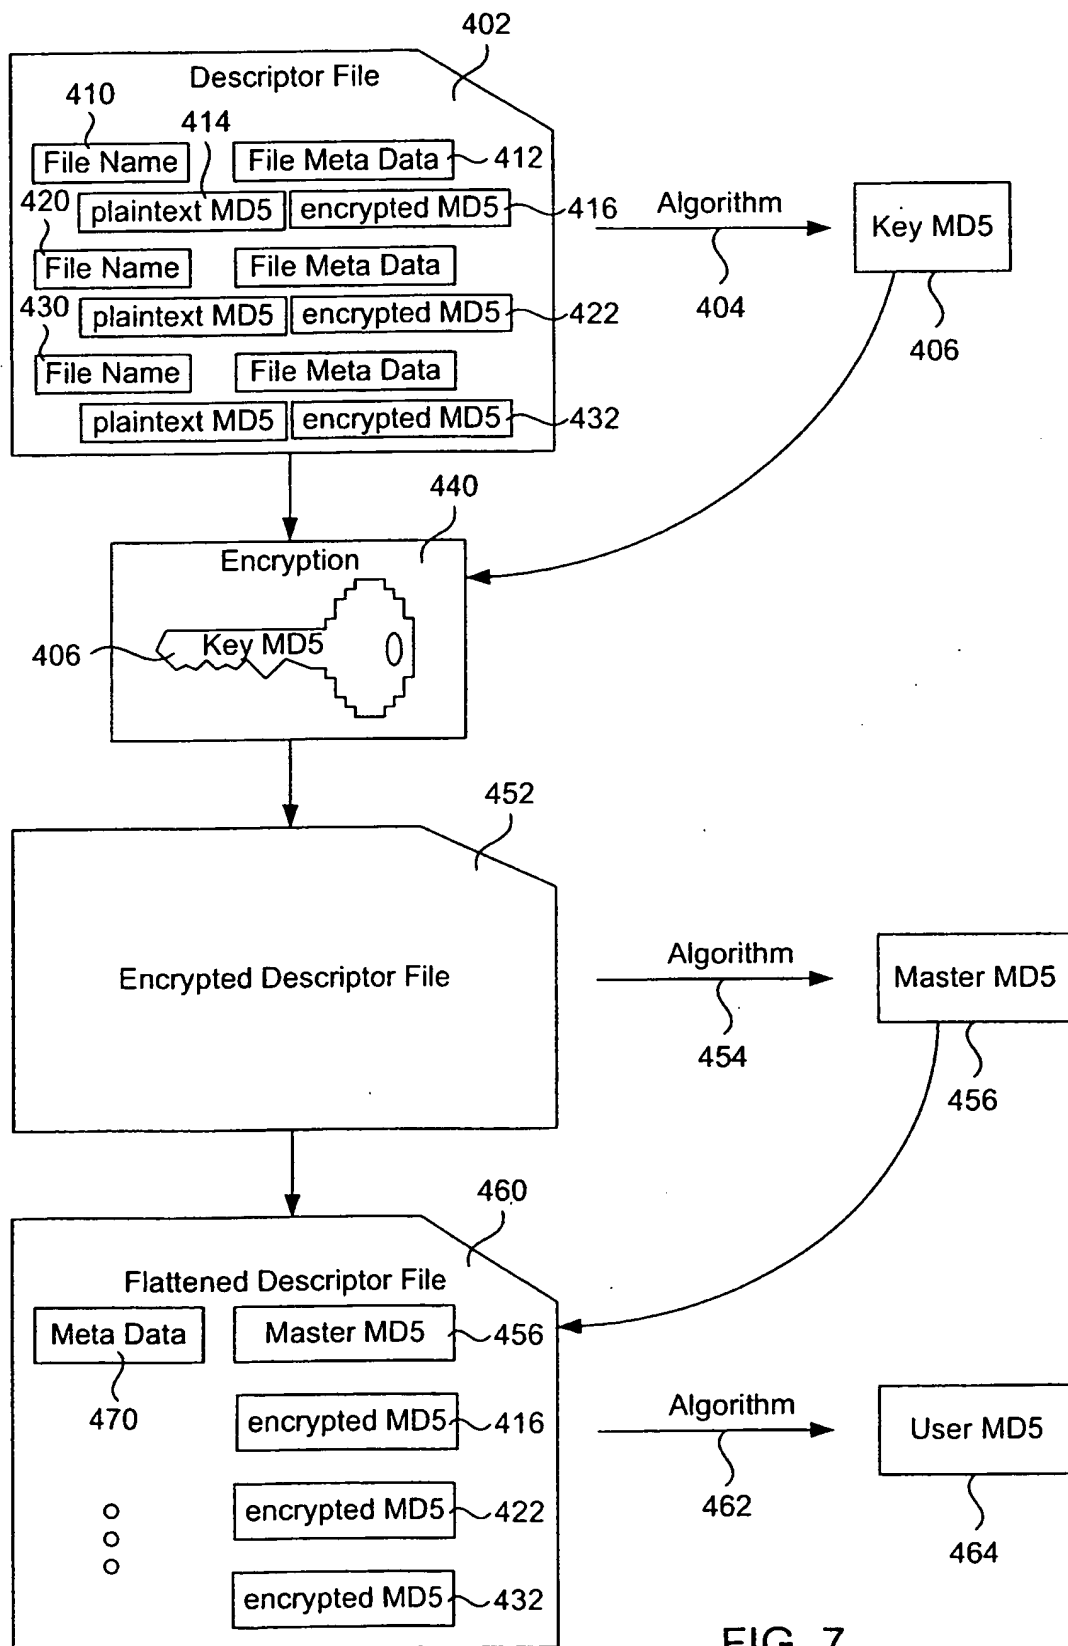 402
Descriptor File
410
414
File Name
File Meta Data
412
420
plaintext MD5
encrypted MD5
416
Algorithm
Key MD5
File Name
File Meta Data
404
406
430
plaintext MD5
encrypted MD5
422
File Name
File Meta Data
plaintext MD5
encrypted MD5
432
440
Encryption
Key MD5
406
452
Encrypted Descriptor File
Algorithm
Master MD5
454
456
460
Flattened Descriptor File
Meta Data
Master MD5
456
470
encrypted MD5
416
Algorithm
User MD5
462
464
encrypted MD5
422
encrypted MD5
432
FIG. 7